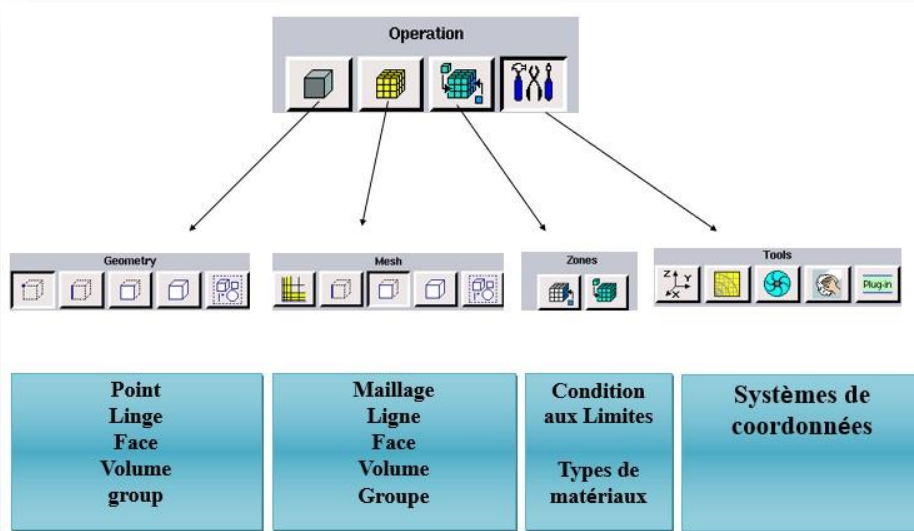 Operation
Geometry
Mesh
Zones
Tools
Z Y
X
Plug-in
Point
Linge
Face
Volume
group
Maillage
Ligne
Face
Volume
Groupe
Condition
aux Limites
Types de
matériaux
Systèmes de
coordonnées